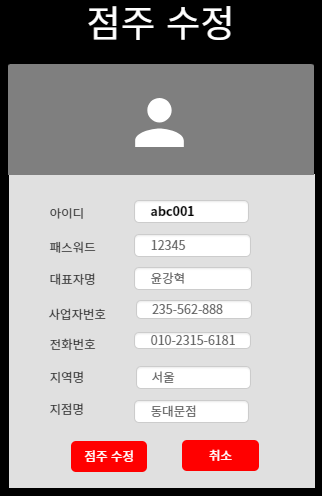 점주 수정
아이디 abc001
패스워드 12345
대표자명 윤강혁
사업자번호 235-562-888
전화번호 010-2315-6181
지역명 서울
지점명 동대문점
점주 수정 취소